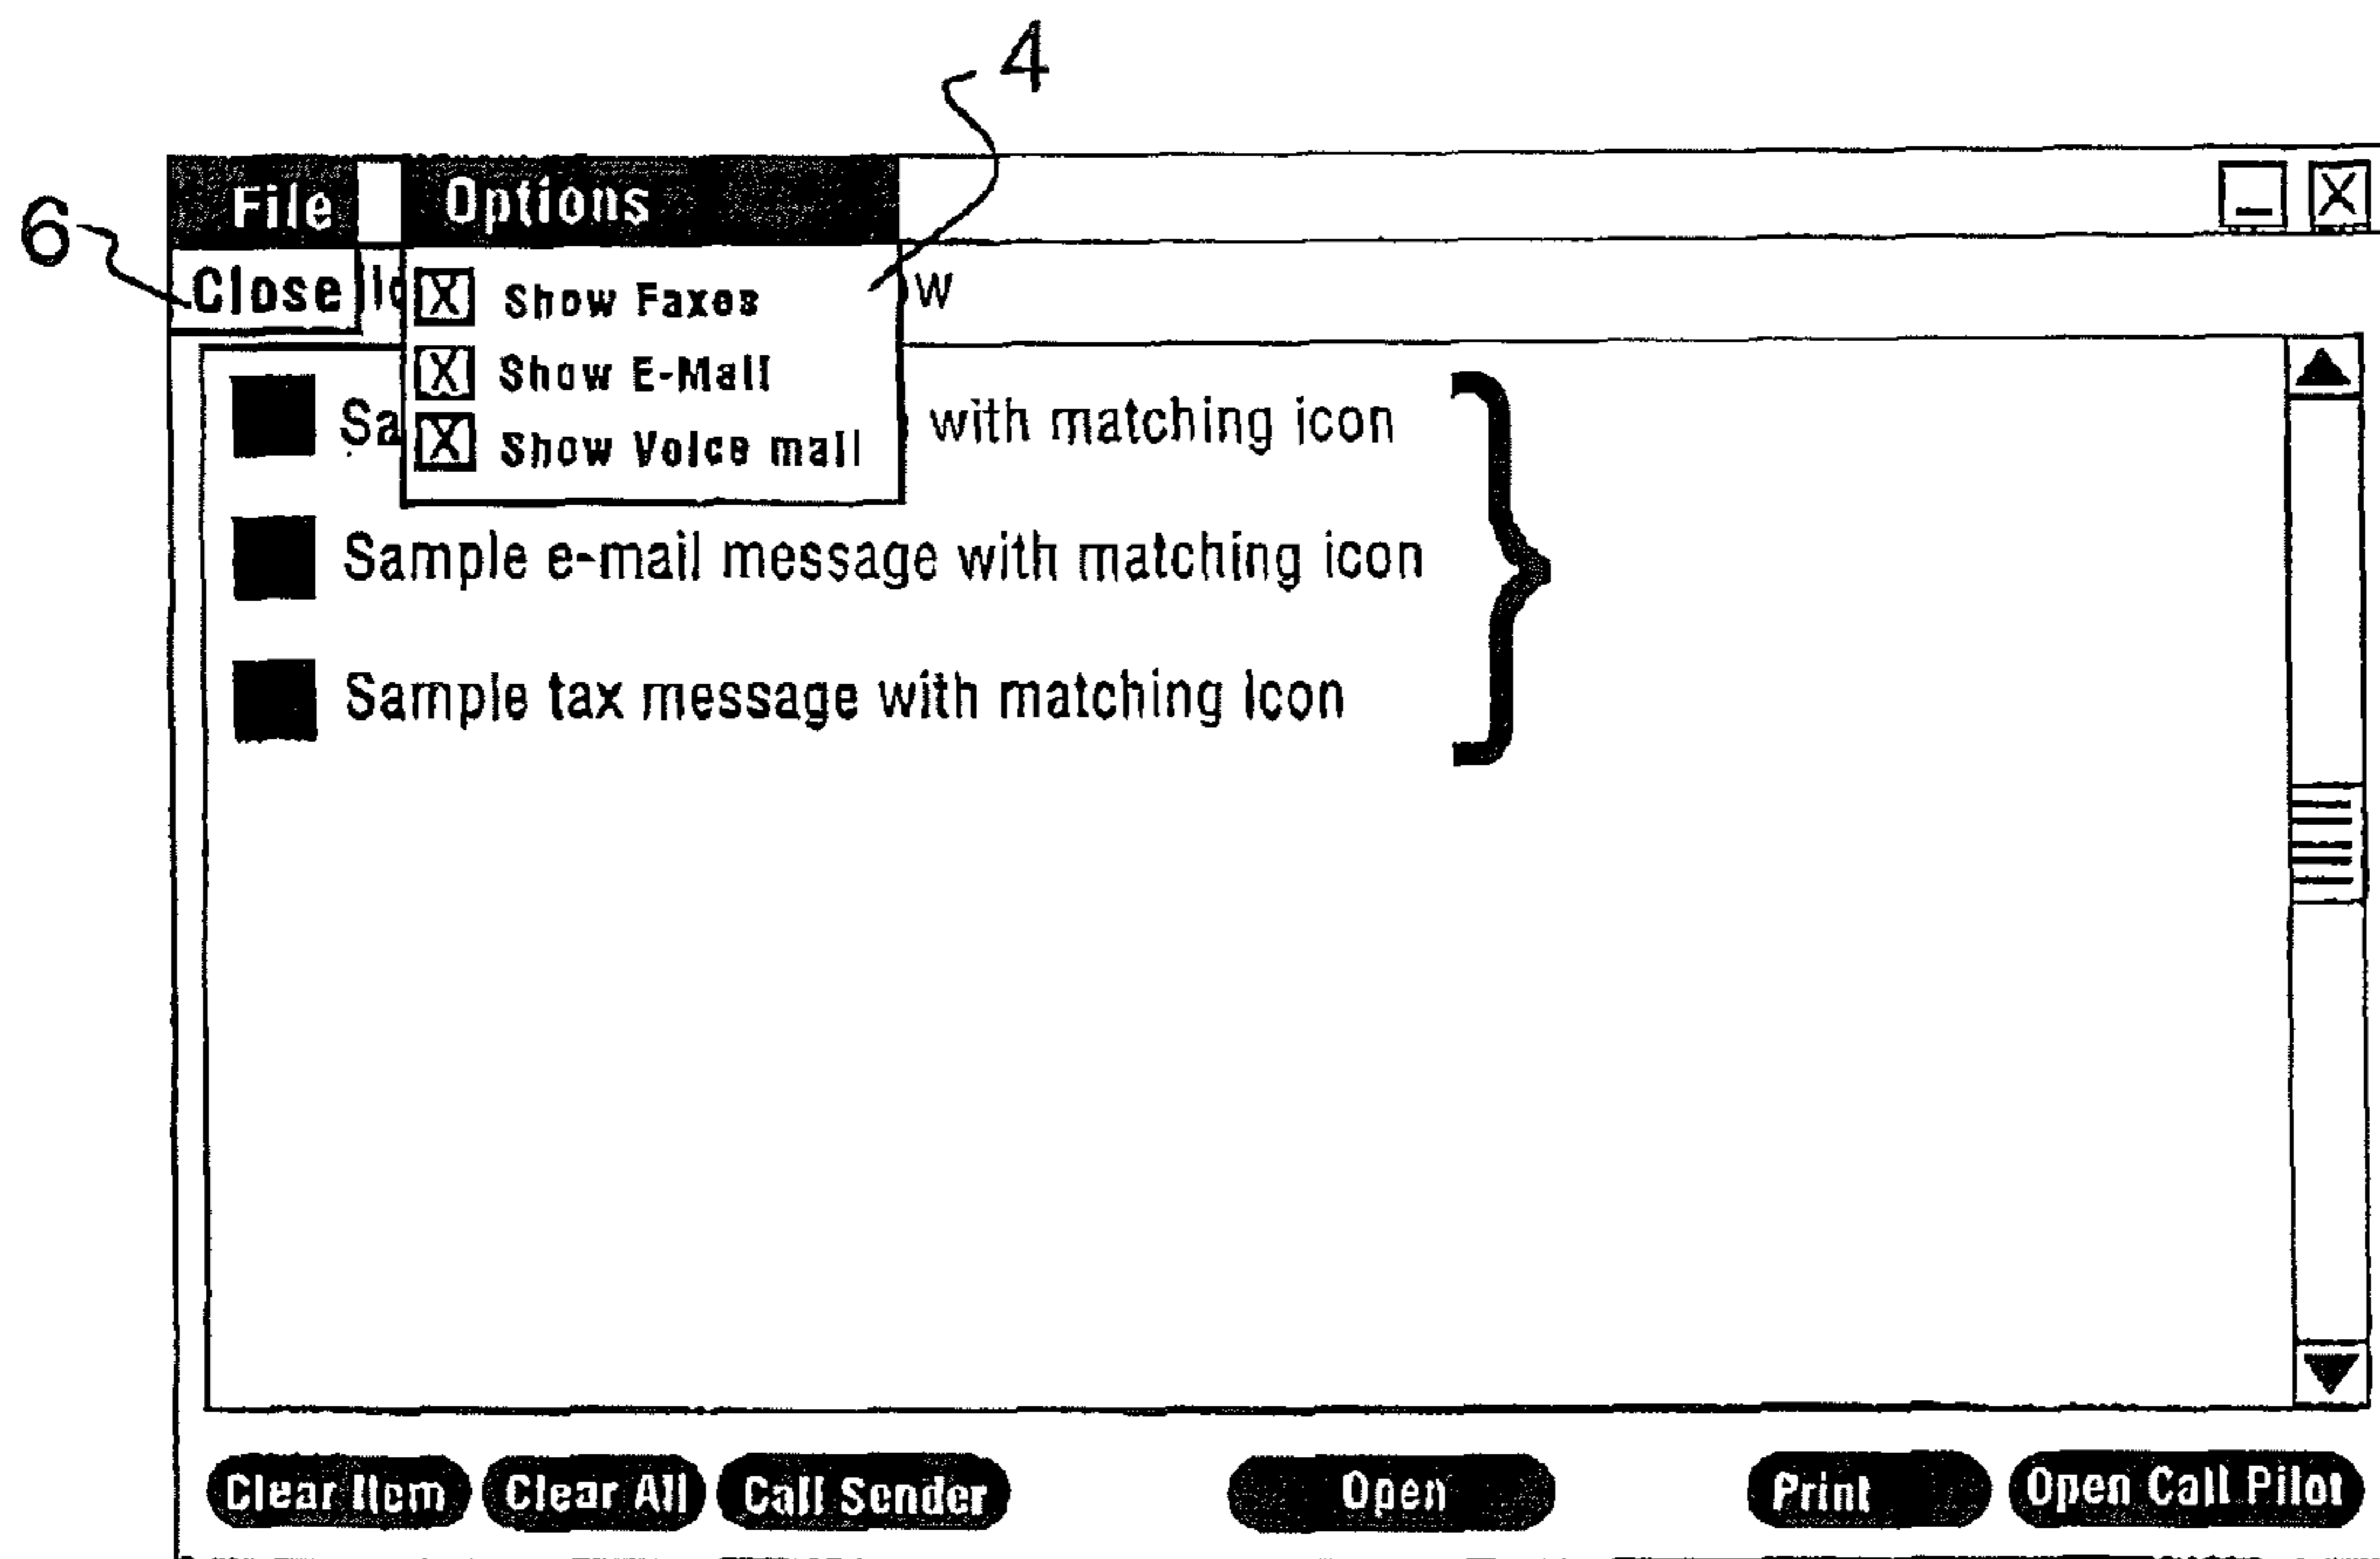 4
File Options
6
Close
w
X Show Faxes
X Show E-Mail
X Show Voice mail
Sa with matching icon
Sample e-mail message with matching icon
Sample tax message with matching Icon
Clear Item Clear All Call Sender Open Print Open Call Pilot